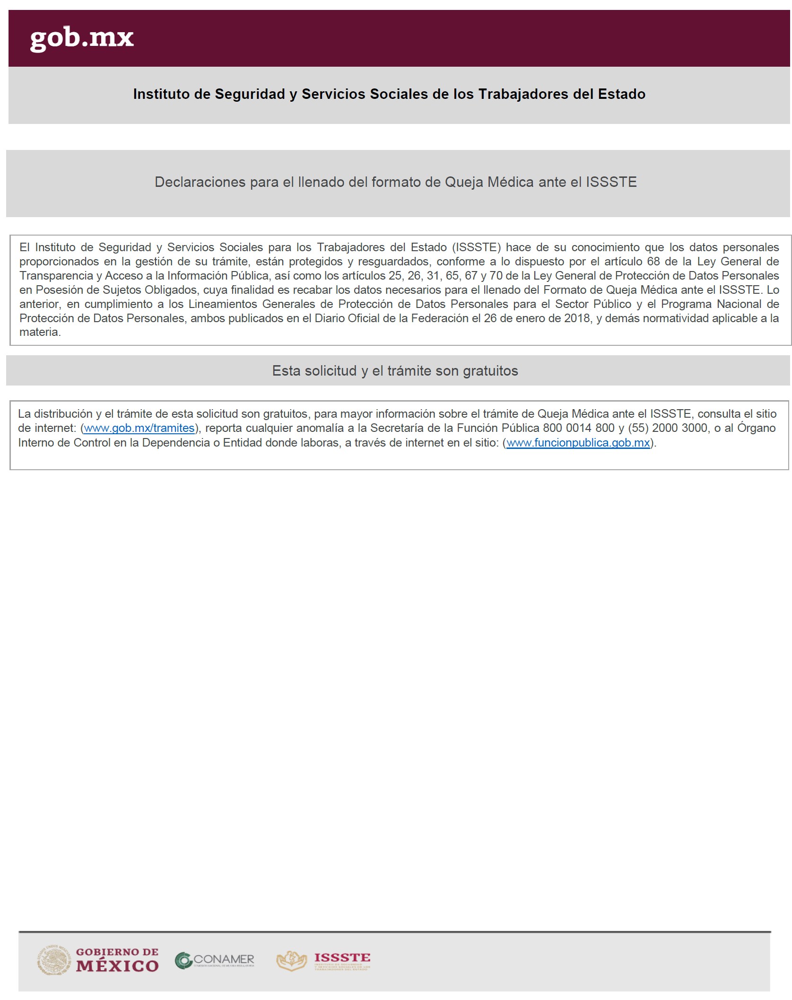 gob.mx
Instituto de Seguridad y Servicios Sociales de los Trabajadores del Estado
Declaraciones para el llenado del formato de Queja Médica ante el ISSSTE
El Instituto de Seguridad y Servicios Sociales para los Trabajadores del Estado (ISSSTE) hace de su conocimiento que los datos personales
proporcionados en la gestión de su trámite, están protegidos y resguardados, conforme a lo dispuesto por el artículo 68 de la Ley General de
Transparencia y Acceso a la Información Pública, así como los artículos 25, 26, 31, 65, 67 y 70 de la Ley General de Protección de Datos Personales
en Posesión de Sujetos Obligados, cuya finalidad es recabar los datos necesarios para el llenado del Formato de Queja Médica ante el ISSSTE. Lo
anterior, en cumplimiento a los Lineamientos Generales de Protección de Datos Personales para el Sector Público y el Programa Nacional de
Protección de Datos Personales, ambos publicados en el Diario Oficial de la Federación el 26 de enero de 2018, y demás normatividad aplicable a la
materia.
Esta solicitud y el trámite son gratuitos
La distribución y el trámite de esta solicitud son gratuitos, para mayor información sobre el trámite de Queja Médica ante el ISSSTE, consulta el sitio
de internet: (www.gob.mx/tramites), reporta cualquier anomalía a la Secretaría de la Función Pública 800 0014 800 y (55) 2000 3000, o al Órgano
Interno de Control en la Dependencia o Entidad donde laboras, a través de internet en el sitio: (www.funcionpublica.gob.mx).
ESTADOS UNIDOS MEXICANOS
GOBIERNO DE
MÉXICO
CONAMER
COMISIÓN NACIONAL DE MEJORA REGULATORIA
ISSSTE
INSTITUTO DE SEGURIDAD
Y SERVICIOS SOCIALES DE LOS
TRABAJADORES DEL ESTADO